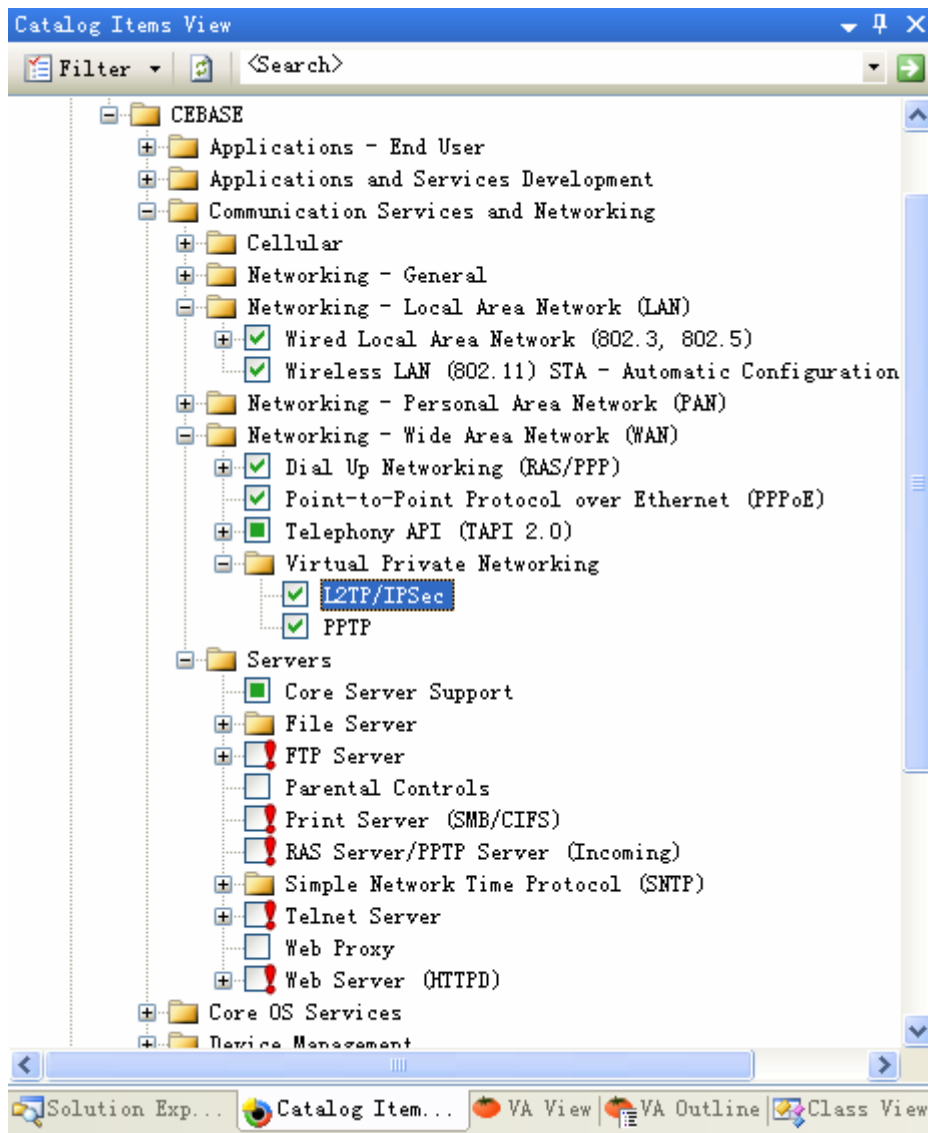 Catalog Items View
Filter
<Search>
CEBASE
Applications - End User
Applications and Services Development
Communication Services and Networking
Cellular
Networking - General
Networking - Local Area Network (LAN)
Wired Local Area Network (802.3, 802.5)
Wireless LAN (802.11) STA - Automatic Configuration
Networking - Personal Area Network (PAN)
Networking - Wide Area Network (WAN)
Dial Up Networking (RAS/PPP)
Point-to-Point Protocol over Ethernet (PPPoE)
Telephony API (TAPI 2.0)
Virtual Private Networking
L2TP/IPSec
PPTP
Servers
Core Server Support
File Server
FTP Server
Parental Controls
Print Server (SMB/CIFS)
RAS Server/PPTP Server (Incoming)
Simple Network Time Protocol (SNTP)
Telnet Server
Web Proxy
Web Server (HTTPD)
Core OS Services
Device Management
Solution Exp... Catalog Item... VA View VA Outline Class View